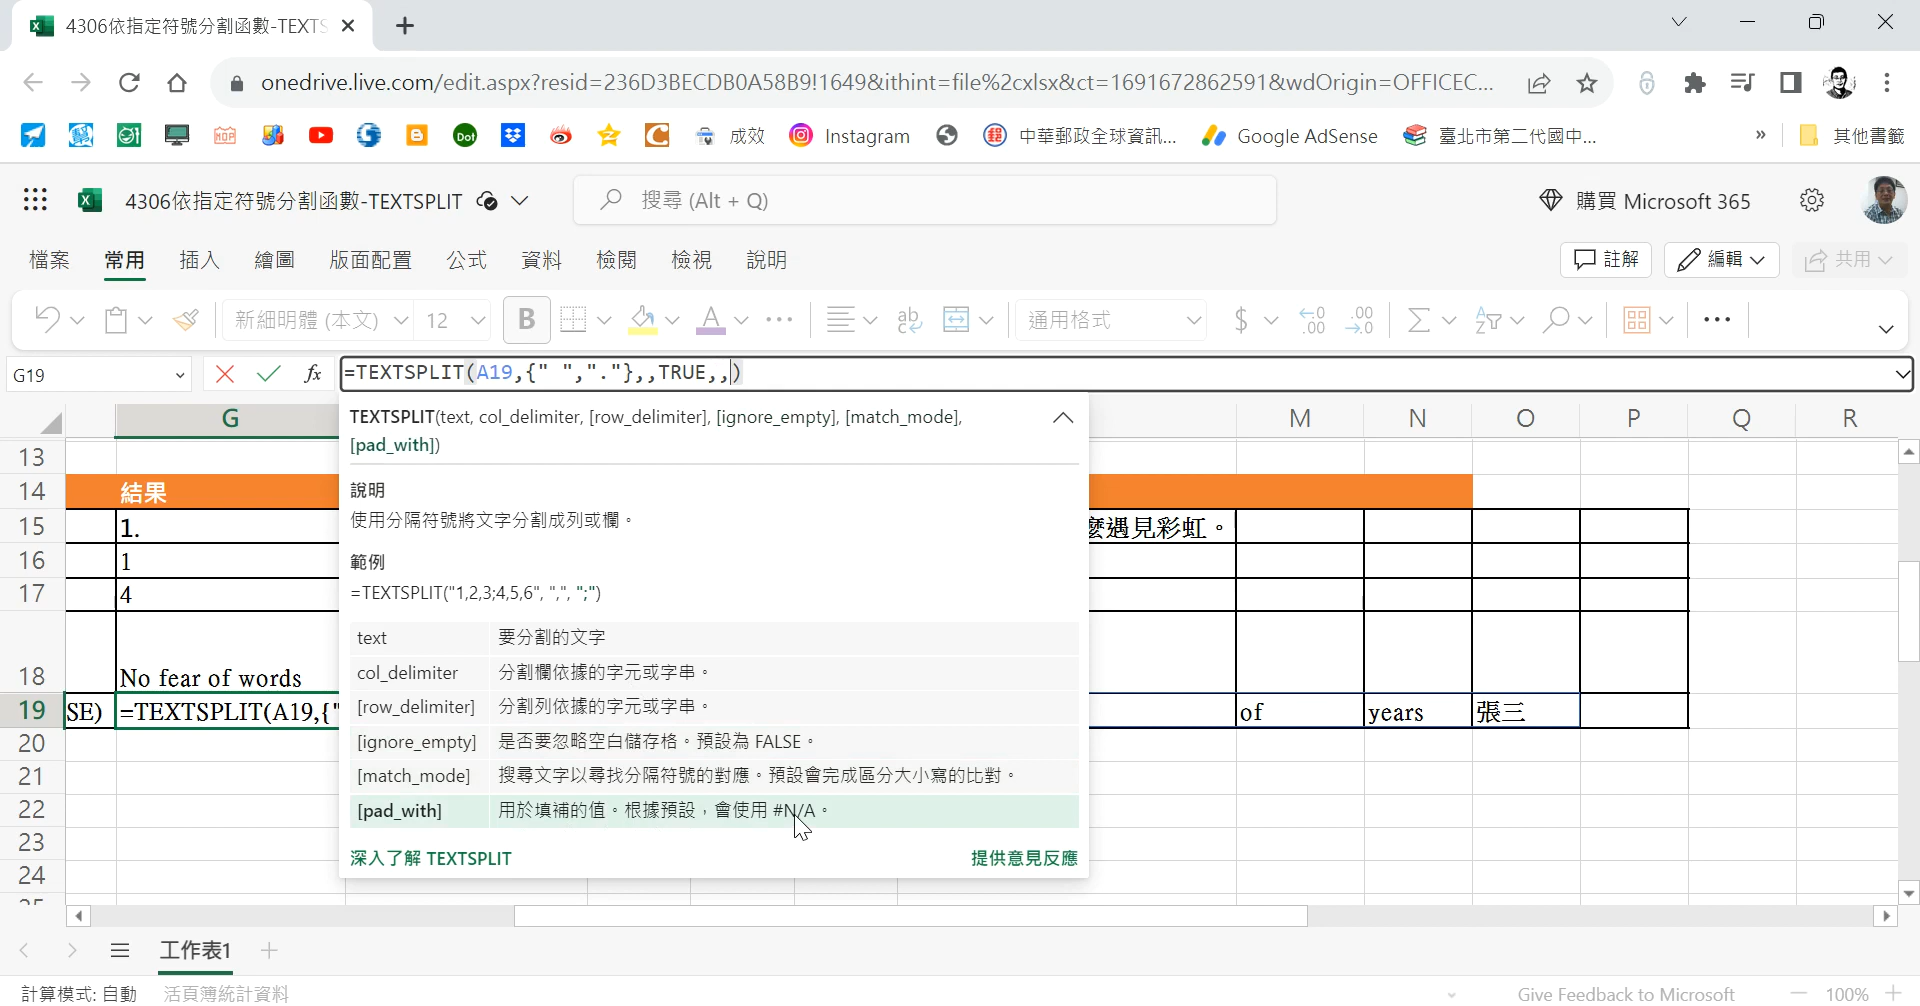 4306依指定符號分割函數-TEXTS
onedrive.live.com/edit.aspx?resid=236D3BECDB0A58B9!1649&ithint=file%2cxlsx&ct=1691672862591&wdOrigin=OFFICEC...
成效 Instagram 中華郵政全球資訊... Google AdSense 臺北市第二代國中... » 其他書籤
4306依指定符號分割函數-TEXTSPLIT 搜尋 (Alt + Q) 購買 Microsoft 365
檔案 常用 插入 繪圖 版面配置 公式 資料 檢閱 檢視 說明 註解 編輯 共用
新細明體 (本文) 12 B A ab 通用格式 $
G19 fx =TEXTSPLIT(A19,{" ","."},,TRUE,,)
G M N O P Q R
TEXTSPLIT(text, col_delimiter, [row_delimiter], [ignore_empty], [match_mode],
[pad_with])
說明
使用分隔符號將文字分割成列或欄。
範例
=TEXTSPLIT("1,2,3;4,5,6", ",", ";")
text 要分割的文字
col_delimiter 分割欄依據的字元或字串。
[row_delimiter] 分割列依據的字元或字串。
[ignore_empty] 是否要忽略空白儲存格。預設為 FALSE。
[match_mode] 搜尋文字以尋找分隔符號的對應。預設會完成區分大小寫的比對。
[pad_with] 用於填補的值。根據預設，會使用 #N/A。
深入了解 TEXTSPLIT 提供意見反應
13
14 結果
15 1. 麼遇見彩虹。
16 1
17 4
18 No fear of words
19 SE) =TEXTSPLIT(A19,{" of years 張三
20
21
22
23
24
25
工作表1
計算模式: 自動 活頁簿統計資料 Give Feedback to Microsoft 100%